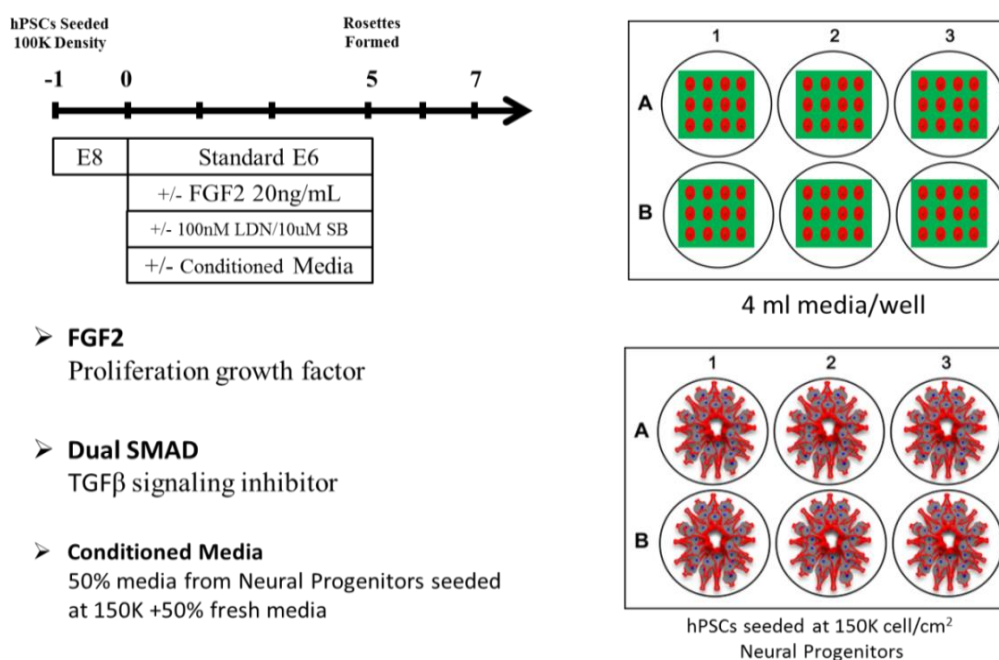 hPSCs Seeded
100K Density
Rosettes
Formed
-1 0 5 7
E8 Standard E6
+/- FGF2 20ng/mL
+/- 100nM LDN/10uM SB
+/- Conditioned Media
➢ FGF2
Proliferation growth factor
➢ Dual SMAD
TGFβ signaling inhibitor
➢ Conditioned Media
50% media from Neural Progenitors seeded
at 150K +50% fresh media
1 2 3
A
B
4 ml media/well
1 2 3
A
B
hPSCs seeded at 150K cell/cm²
Neural Progenitors